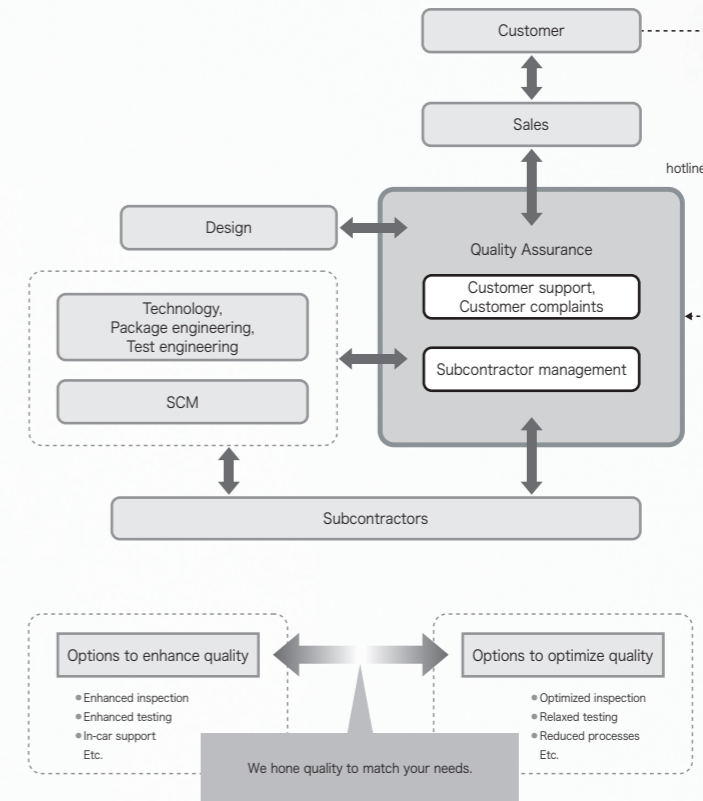 Customer
Sales
hotline
Design
Quality Assurance
Customer support,
Customer complaints
Technology,
Package engineering,
Test engineering
Subcontractor management
SCM
Subcontractors
Options to enhance quality
• Enhanced inspection
• Enhanced testing
• In-car support
Etc.
Options to optimize quality
• Optimized inspection
• Relaxed testing
• Reduced processes
Etc.
We hone quality to match your needs.